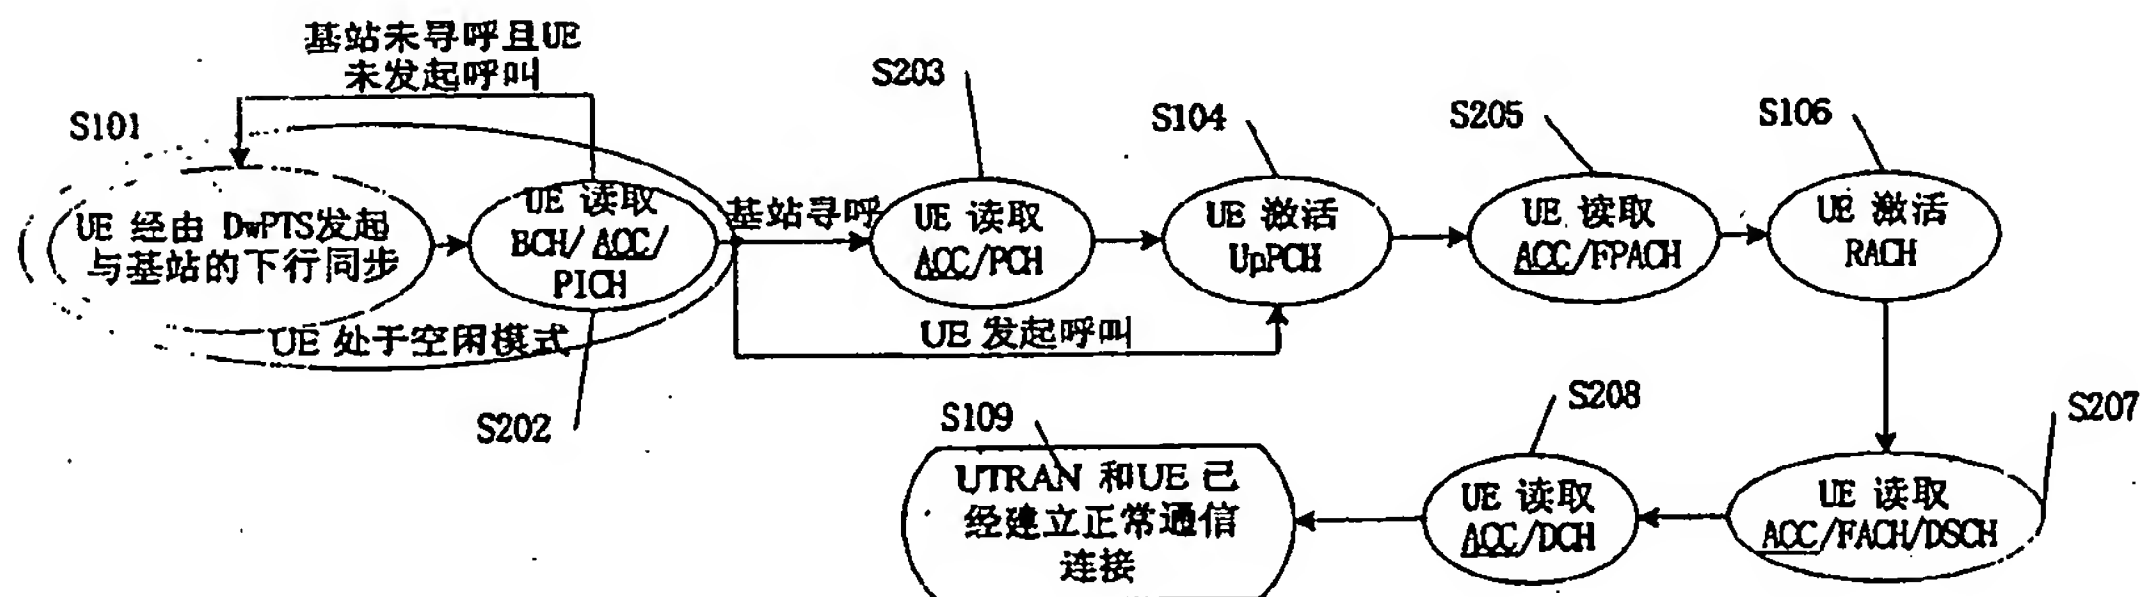 基站未寻呼且UE
未发起呼叫
S101
UE 经由 DwPTS发起
与基站的下行同步
UE 读取
BCH/ ACC/
PICH
UE 处于空闲模式
S202
基站寻呼
UE 发起呼叫
S203
UE 读取
ACC/PCH
S104
UE 激活
UpPCH
S205
UE 读取
ACC/FPACH
S106
UE 激活
RACH
S207
UE 读取
ACC/FACH/DSCH
S208
UE 读取
ACC/DCH
S109
UTRAN 和UE 已
经建立正常通信
连接